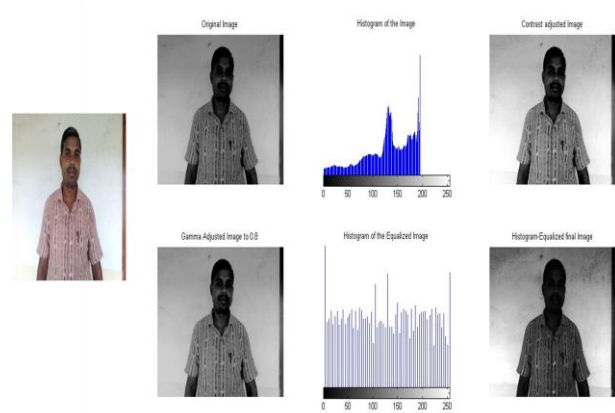 Original Image
Histogram of the Image
Contrast adjusted Image
0 50 100 150 200 250
Gamma Adjusted Image to 0.8
Histogram of the Equalized Image
Histogram-Equalized final Image
0 50 100 150 200 250